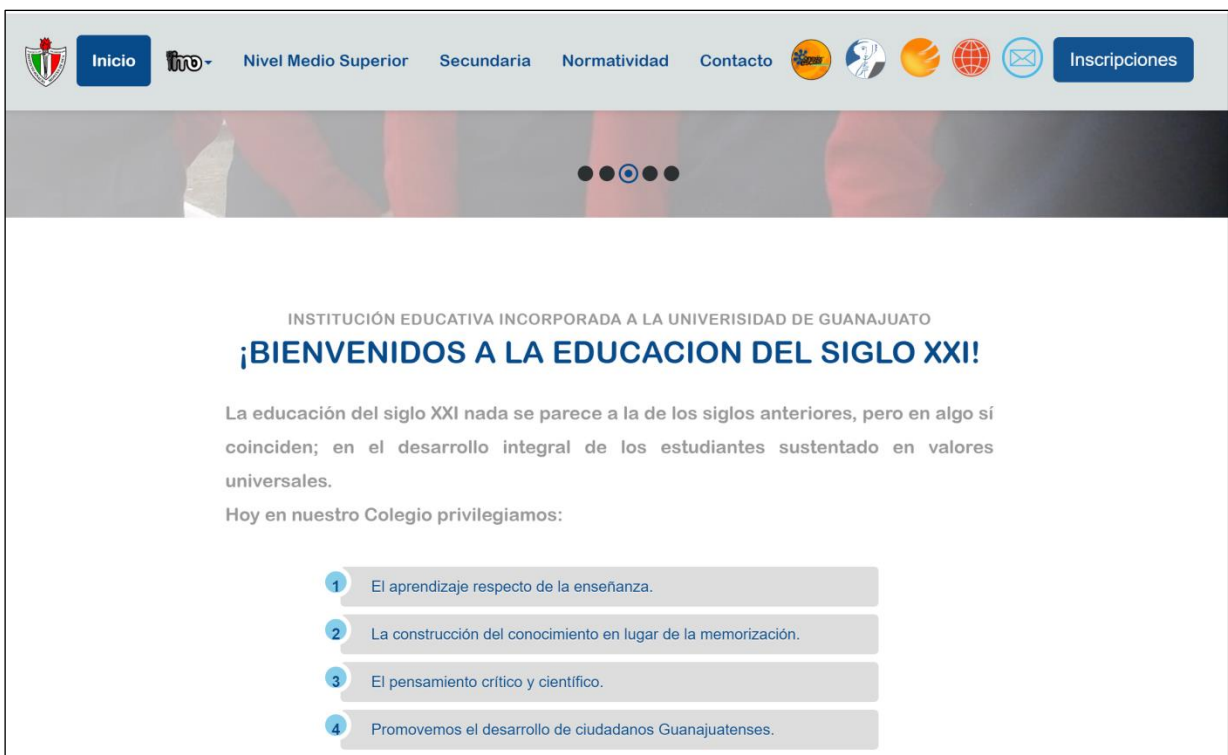 Inicio
Nivel Medio Superior
Secundaria
Normatividad
Contacto
Inscripciones
INSTITUCIÓN EDUCATIVA INCORPORADA A LA UNIVERISIDAD DE GUANAJUATO
¡BIENVENIDOS A LA EDUCACION DEL SIGLO XXI!
La educación del siglo XXI nada se parece a la de los siglos anteriores, pero en algo sí
coinciden; en el desarrollo integral de los estudiantes sustentado en valores
universales.
Hoy en nuestro Colegio privilegiamos:
1 El aprendizaje respecto de la enseñanza.
2 La construcción del conocimiento en lugar de la memorización.
3 El pensamiento crítico y científico.
4 Promovemos el desarrollo de ciudadanos Guanajuatenses.